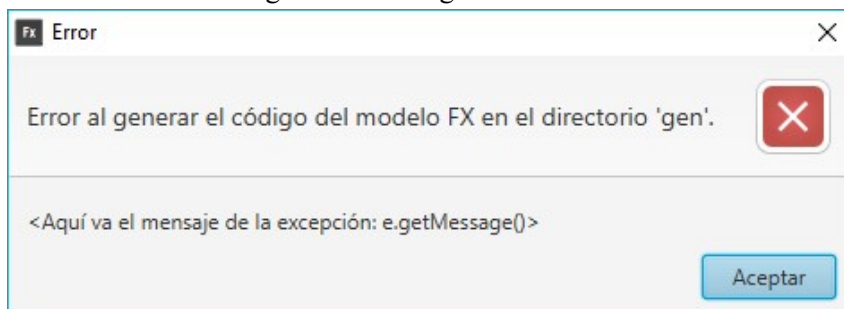 Fx Error
Error al generar el código del modelo FX en el directorio 'gen'.
<Aquí va el mensaje de la excepción: e.getMessage()>
Aceptar